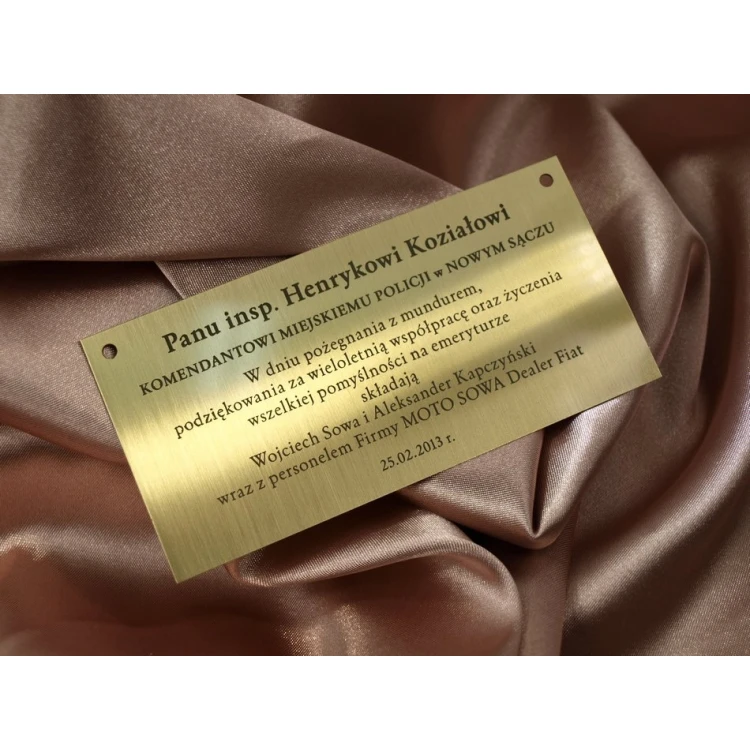 Panu insp. Henrykowi Koziałowi
KOMENDANTOWI MIEJSKIEMU POLICJI w NOWYM SĄCZU
W dniu pożegnania z mundurem,
podziękowania za wieloletnią współpracę oraz życzenia
wszelkiej pomyślności na emeryturze
składają
Wojciech Sowa i Aleksander Kapczyński
wraz z personelem Firmy MOTO SOWA Dealer Fiat
25.02.2013 r.